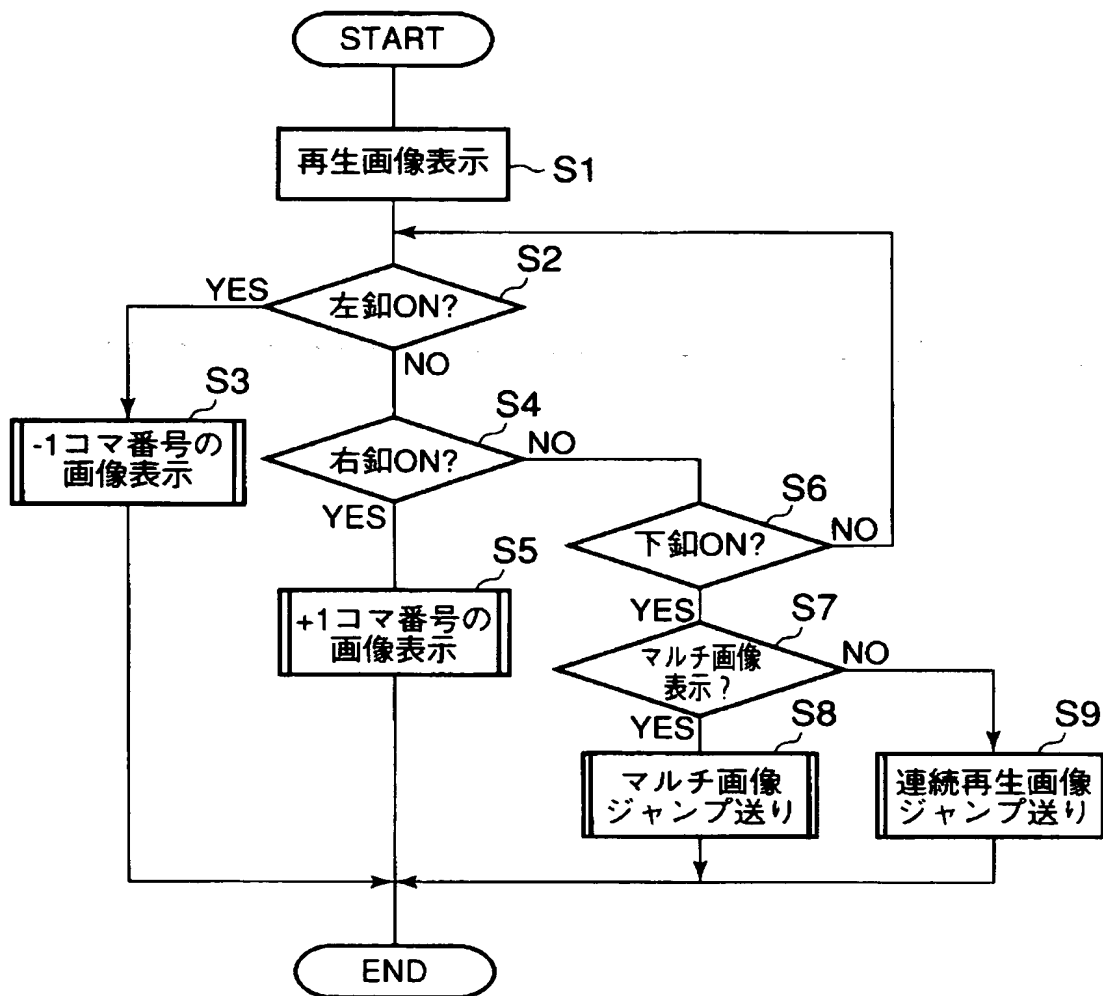 START
再生画像表示
S1
S2
YES
左釦ON?
NO
S3
-1コマ番号の
画像表示
S4
NO
右釦ON?
YES
S6
NO
下釦ON?
YES
S5
+1コマ番号の
画像表示
S7
NO
マルチ画像
表示?
YES
S8
マルチ画像
ジャンプ送り
S9
連続再生画像
ジャンプ送り
END